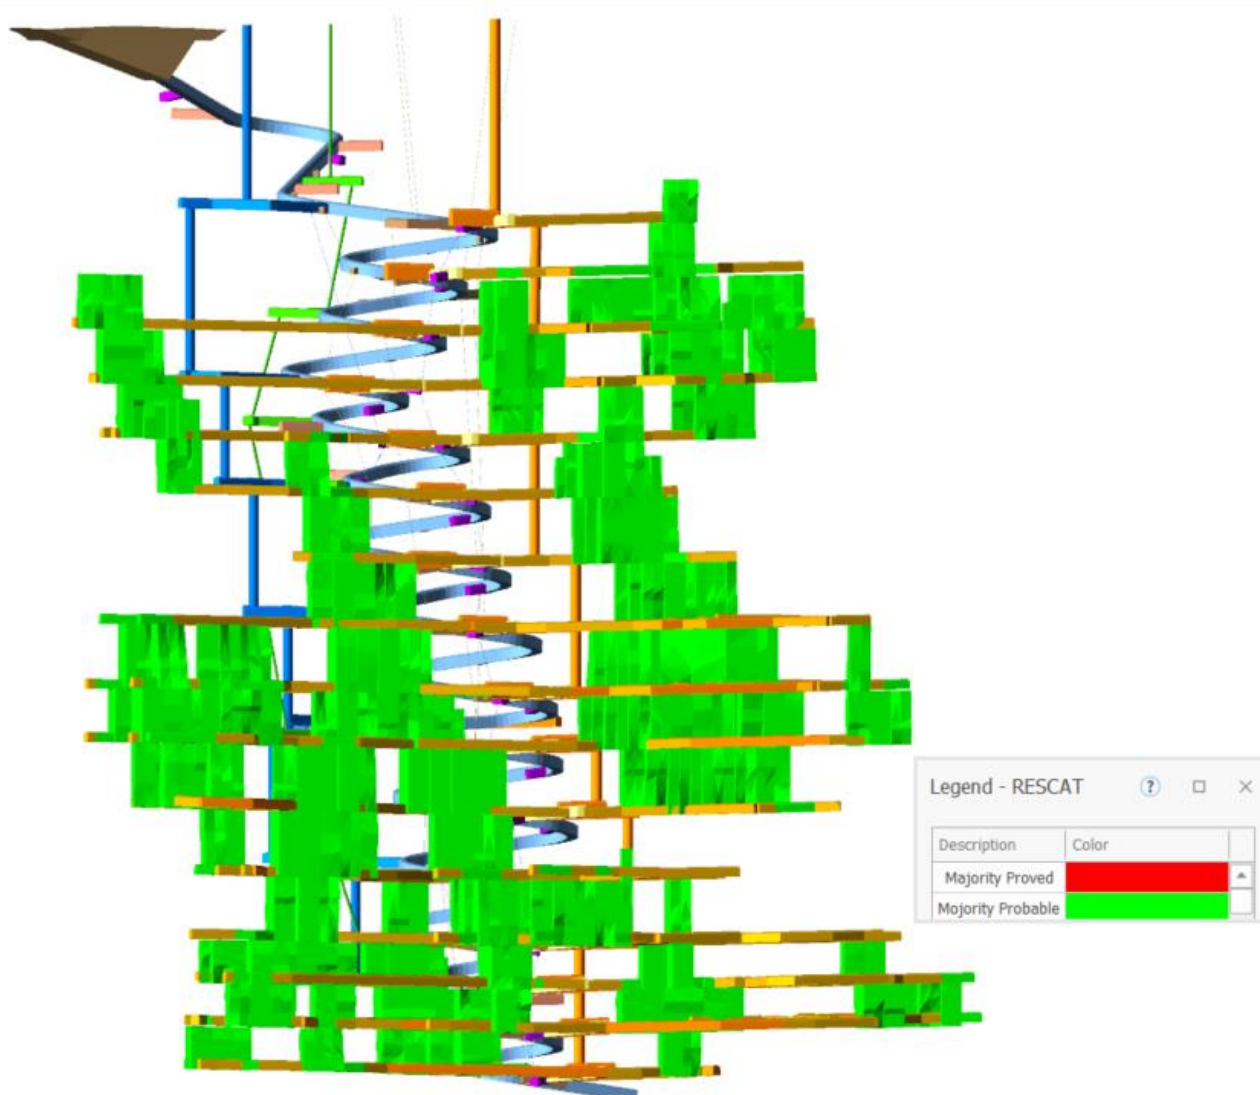 Legend - RESCAT ?
Description Color
Majority Proved
Mojority Probable